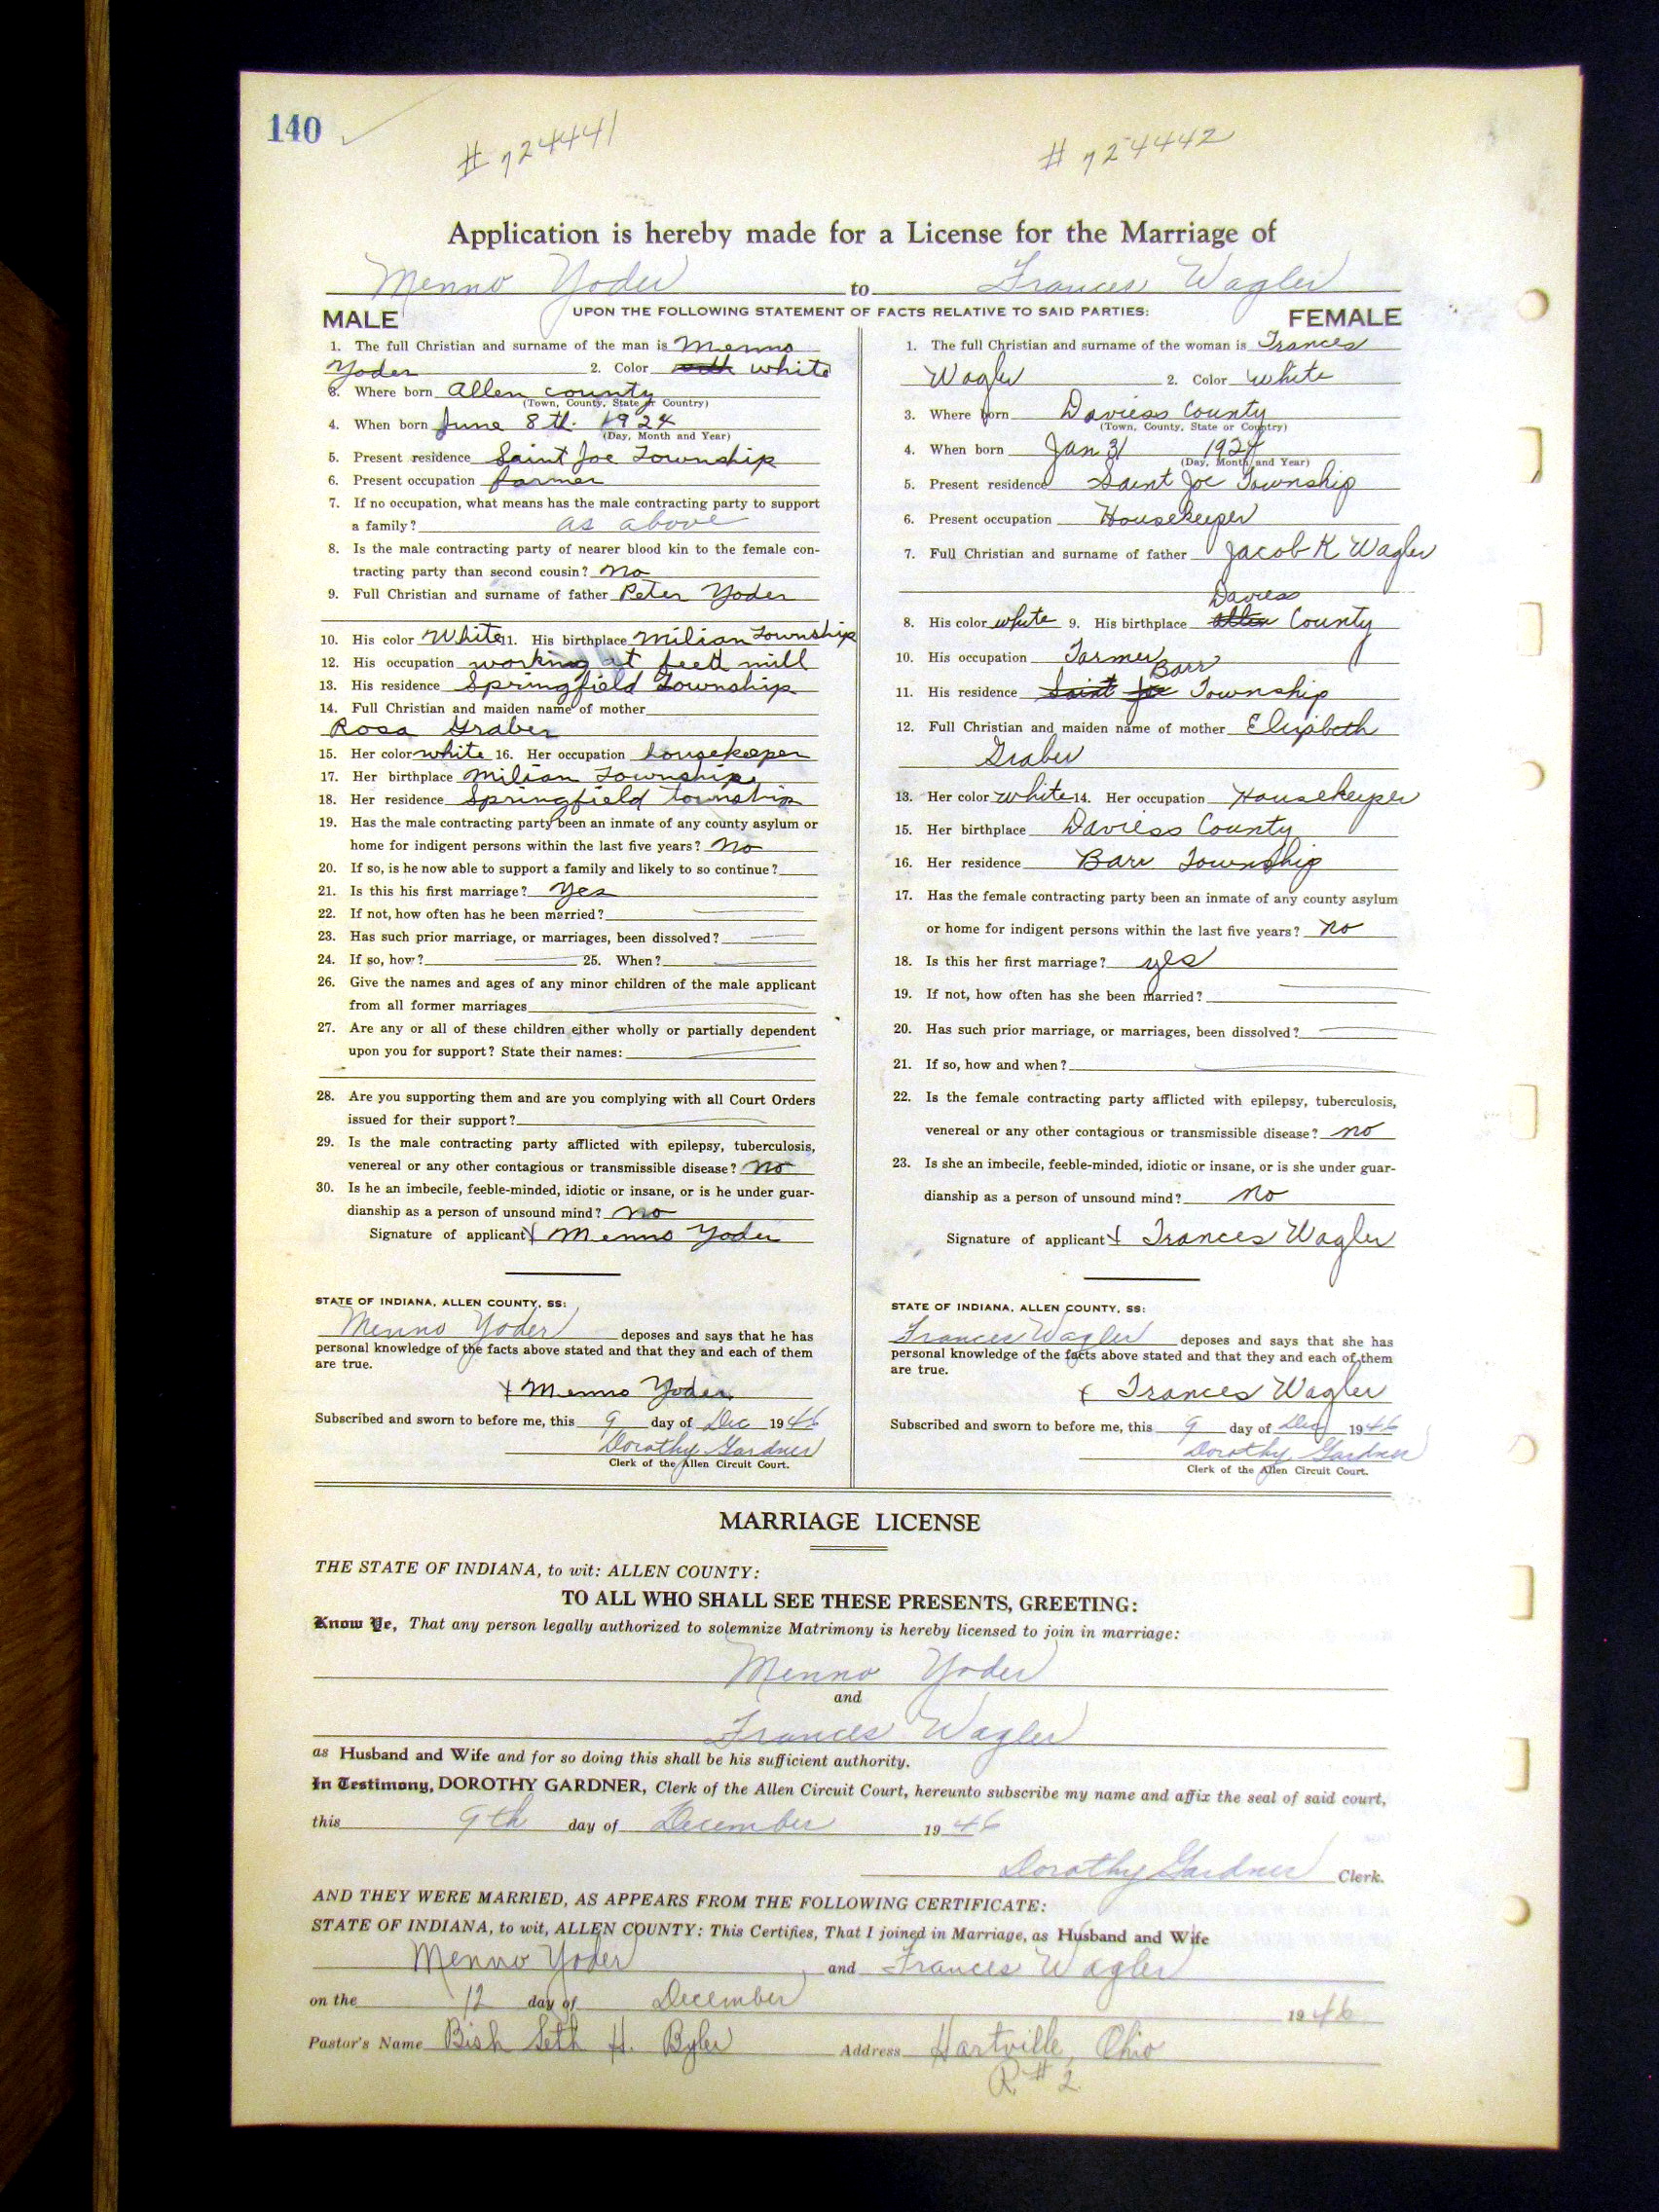 140
# 724441
# 724442
Application is hereby made for a License for the Marriage of
Menno Yoder to Frances Wagler
UPON THE FOLLOWING STATEMENT OF FACTS RELATIVE TO SAID PARTIES:
MALE
1. The full Christian and surname of the man is Menno
Yoder 2. Color white
3. Where born Allen county
(Town, County, State or Country)
4. When born June 8th. 1924
(Day, Month and Year)
5. Present residence Saint Joe Township
6. Present occupation farmer
7. If no occupation, what means has the male contracting party to support
a family? as above
8. Is the male contracting party of nearer blood kin to the female con-
tracting party than second cousin? no
9. Full Christian and surname of father Peter Yoder
10. His color White 11. His birthplace Milian Township
12. His occupation working at feed mill
13. His residence Springfield Township
14. Full Christian and maiden name of mother
Rosa Graber
15. Her color white 16. Her occupation housekeeper
17. Her birthplace Milian Township
18. Her residence Springfield township
19. Has the male contracting party been an inmate of any county asylum or
home for indigent persons within the last five years? No
20. If so, is he now able to support a family and likely to so continue?
21. Is this his first marriage? Yes
22. If not, how often has he been married?
23. Has such prior marriage, or marriages, been dissolved?
24. If so, how? 25. When?
26. Give the names and ages of any minor children of the male applicant
from all former marriages
27. Are any or all of these children either wholly or partially dependent
upon you for support? State their names:
28. Are you supporting them and are you complying with all Court Orders
issued for their support?
29. Is the male contracting party afflicted with epilepsy, tuberculosis,
venereal or any other contagious or transmissible disease? No
30. Is he an imbecile, feeble-minded, idiotic or insane, or is he under guar-
dianship as a person of unsound mind? no
Signature of applicant x Menno Yoder
STATE OF INDIANA, ALLEN COUNTY, SS:
Menno Yoder deposes and says that he has
personal knowledge of the facts above stated and that they and each of them
are true.
x Menno Yoder
Subscribed and sworn to before me, this 9 day of Dec 1946
Dorothy Gardner
Clerk of the Allen Circuit Court.
FEMALE
1. The full Christian and surname of the woman is Frances
Wagler 2. Color White
3. Where born Daviess County
(Town, County, State or Country)
4. When born Jan 31 1924
(Day, Month and Year)
5. Present residence Saint Joe Township
6. Present occupation Housekeeper
7. Full Christian and surname of father Jacob K Wagler
Daviess
8. His color white 9. His birthplace Allen County
10. His occupation Farmer
Barr
11. His residence Saint Joe Township
12. Full Christian and maiden name of mother Elizabeth
Graber
13. Her color white 14. Her occupation Housekeeper
15. Her birthplace Daviess County
16. Her residence Barr Township
17. Has the female contracting party been an inmate of any county asylum
or home for indigent persons within the last five years? no
18. Is this her first marriage? yes
19. If not, how often has she been married?
20. Has such prior marriage, or marriages, been dissolved?
21. If so, how and when?
22. Is the female contracting party afflicted with epilepsy, tuberculosis,
venereal or any other contagious or transmissible disease? no
23. Is she an imbecile, feeble-minded, idiotic or insane, or is she under guar-
dianship as a person of unsound mind? no
Signature of applicant x Frances Wagler
STATE OF INDIANA, ALLEN COUNTY, SS:
Frances Wagler deposes and says that she has
personal knowledge of the facts above stated and that they and each of them
are true.
x Frances Wagler
Subscribed and sworn to before me, this 9 day of Dec 1946
Dorothy Gardner
Clerk of the Allen Circuit Court.
MARRIAGE LICENSE
THE STATE OF INDIANA, to wit: ALLEN COUNTY:
TO ALL WHO SHALL SEE THESE PRESENTS, GREETING:
Know Ye, That any person legally authorized to solemnize Matrimony is hereby licensed to join in marriage:
Menno Yoder
and
Frances Wagler
as Husband and Wife and for so doing this shall be his sufficient authority.
In Testimony, DOROTHY GARDNER, Clerk of the Allen Circuit Court, hereunto subscribe my name and affix the seal of said court,
this 9th day of December 1946
Dorothy Gardner Clerk.
AND THEY WERE MARRIED, AS APPEARS FROM THE FOLLOWING CERTIFICATE:
STATE OF INDIANA, to wit, ALLEN COUNTY: This Certifies, That I joined in Marriage, as Husband and Wife
Menno Yoder and Frances Wagler
on the 12 day of December 1946
Pastor's Name Bish Seth H. Byler Address Hartville, Ohio
R. # 2